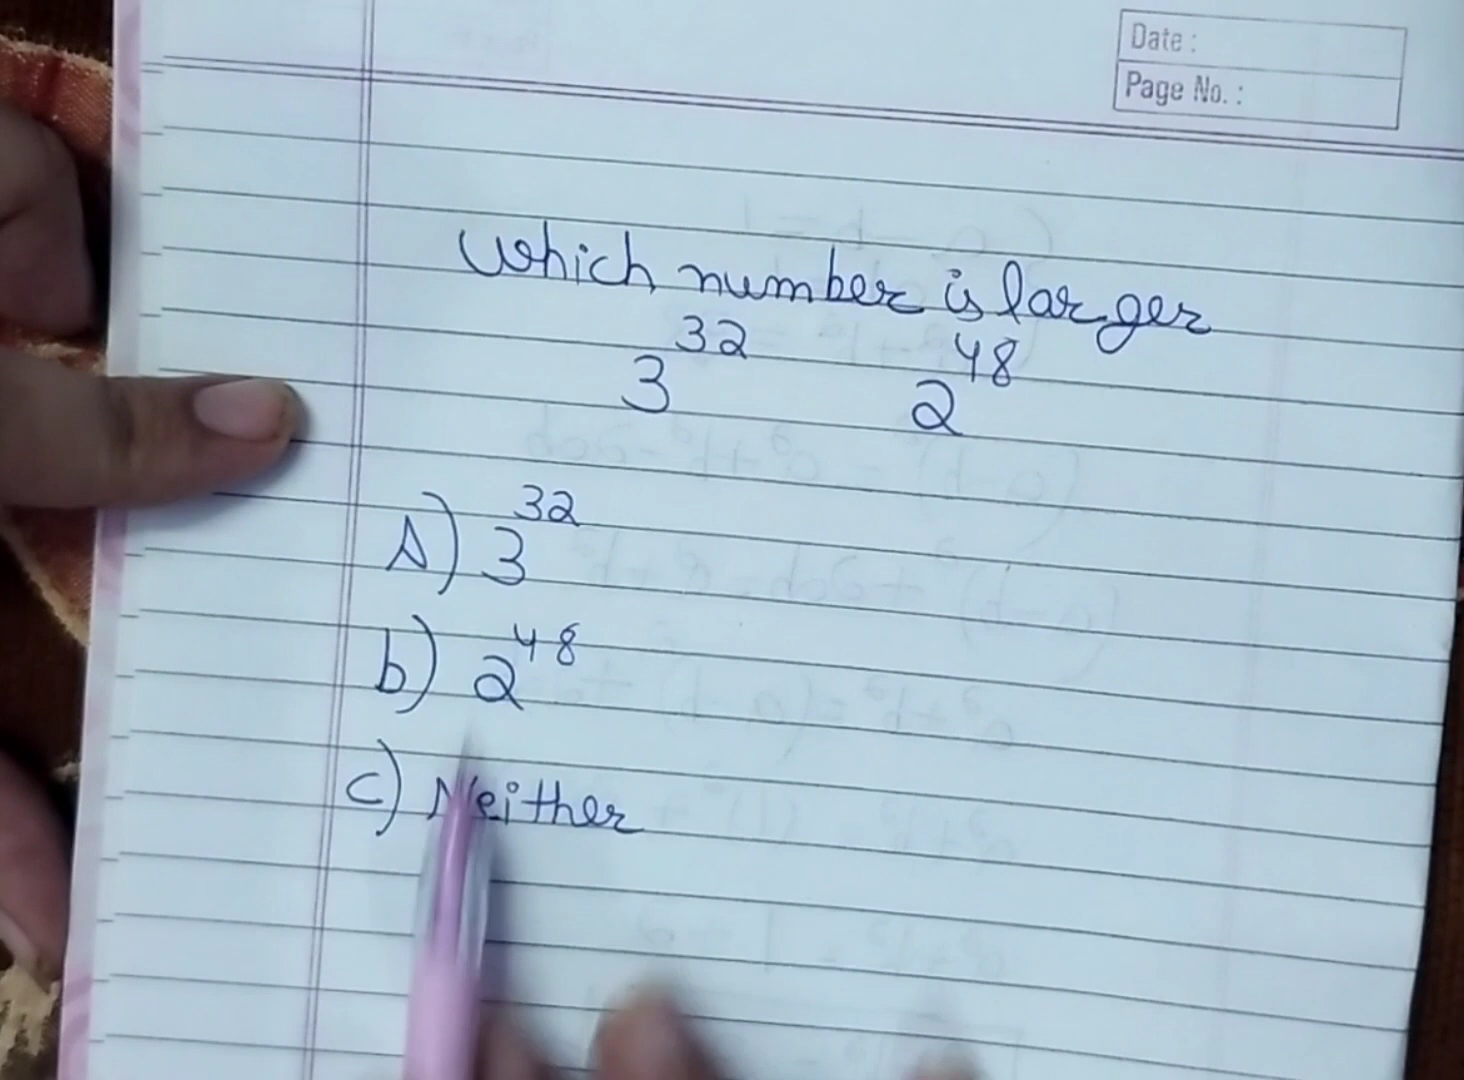 Date :
Page No. :
Which number is larger
3^32 2^48
A) 3^32
b) 2^48
c) Neither